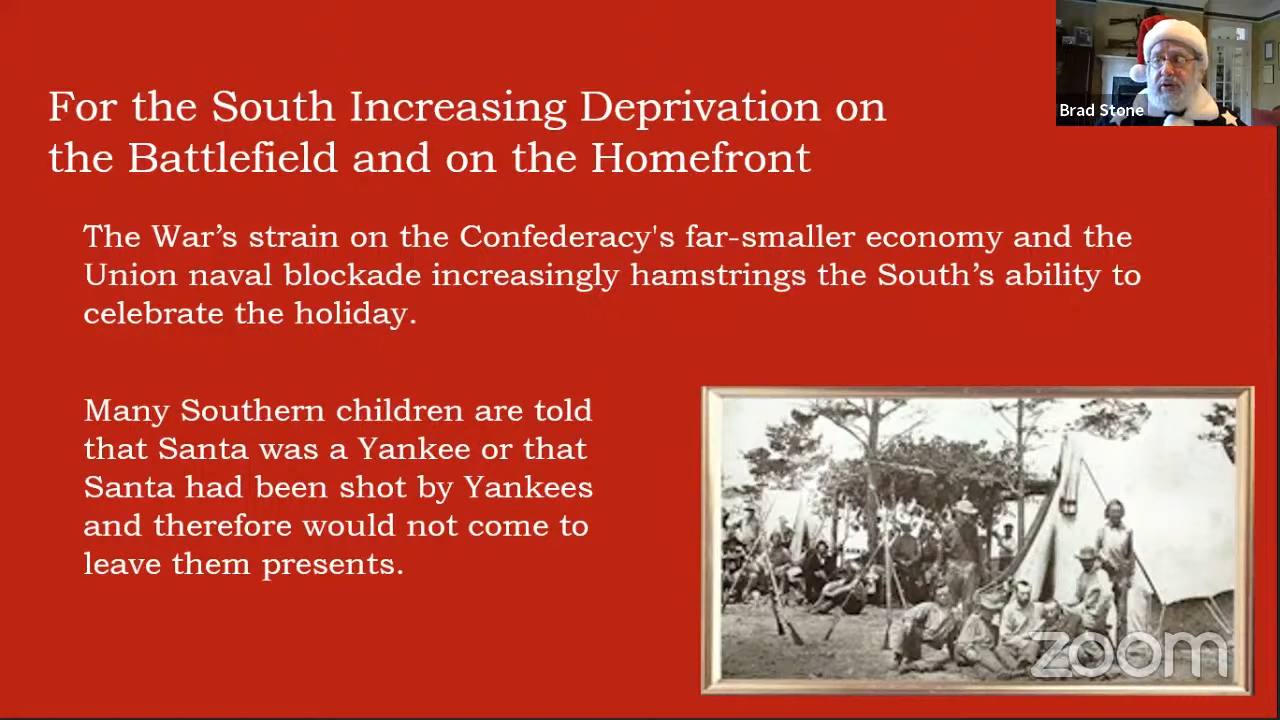 For the South Increasing Deprivation on
the Battlefield and on the Homefront
Brad Stone
The War’s strain on the Confederacy's far-smaller economy and the
Union naval blockade increasingly hamstrings the South’s ability to
celebrate the holiday.
Many Southern children are told
that Santa was a Yankee or that
Santa had been shot by Yankees
and therefore would not come to
leave them presents.
zoom